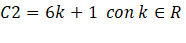 C2 = 6k + 1 con k ∈ R